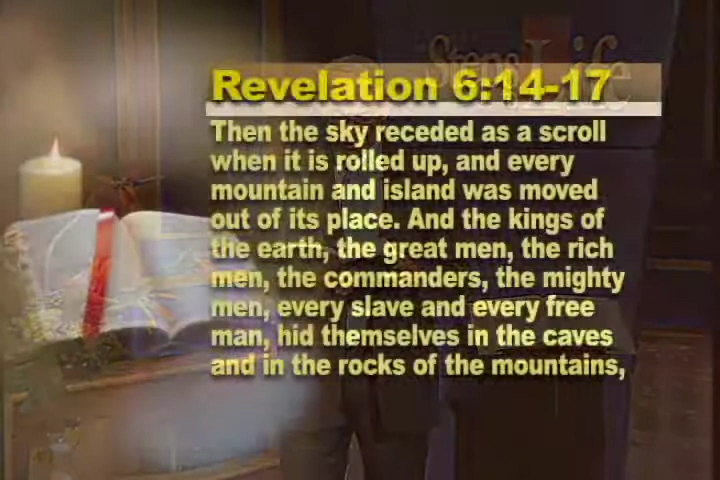 Steps Life
Revelation 6:14-17
Then the sky receded as a scroll
when it is rolled up, and every
mountain and island was moved
out of its place. And the kings of
the earth, the great men, the rich
men, the commanders, the mighty
men, every slave and every free
man, hid themselves in the caves
and in the rocks of the mountains,